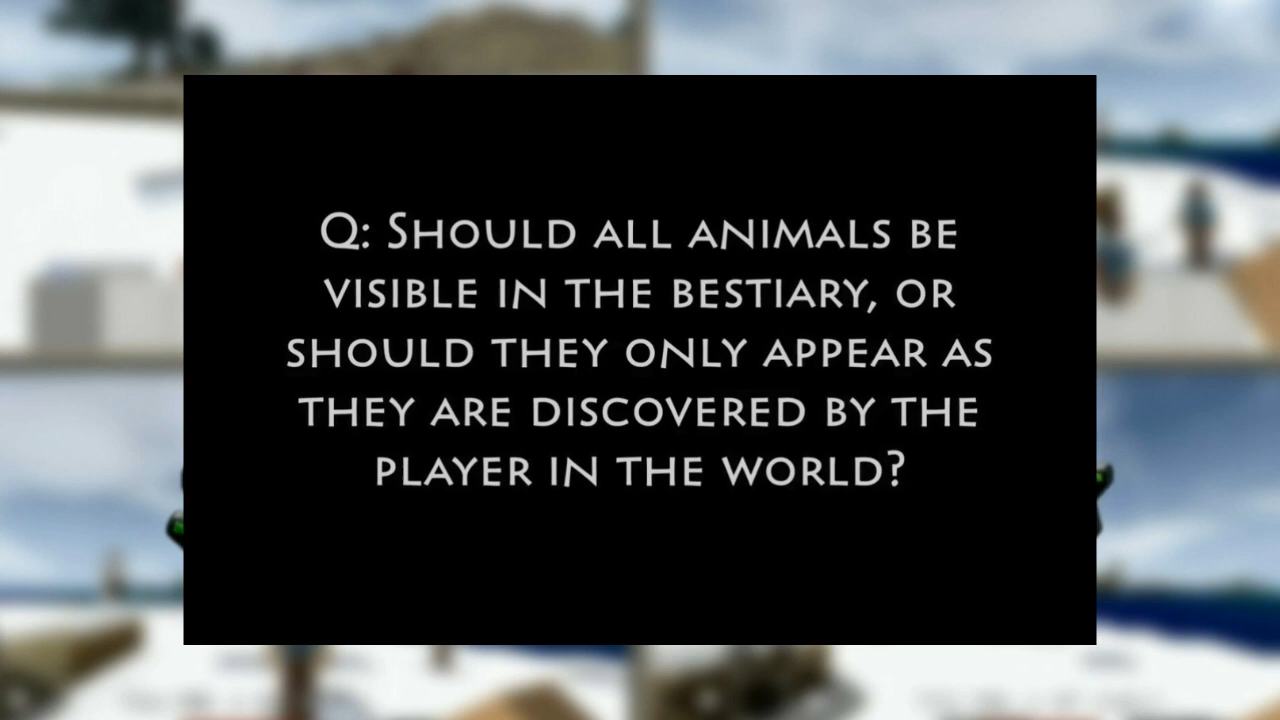 Q: Should all animals be
visible in the bestiary, or
should they only appear as
they are discovered by the
player in the world?